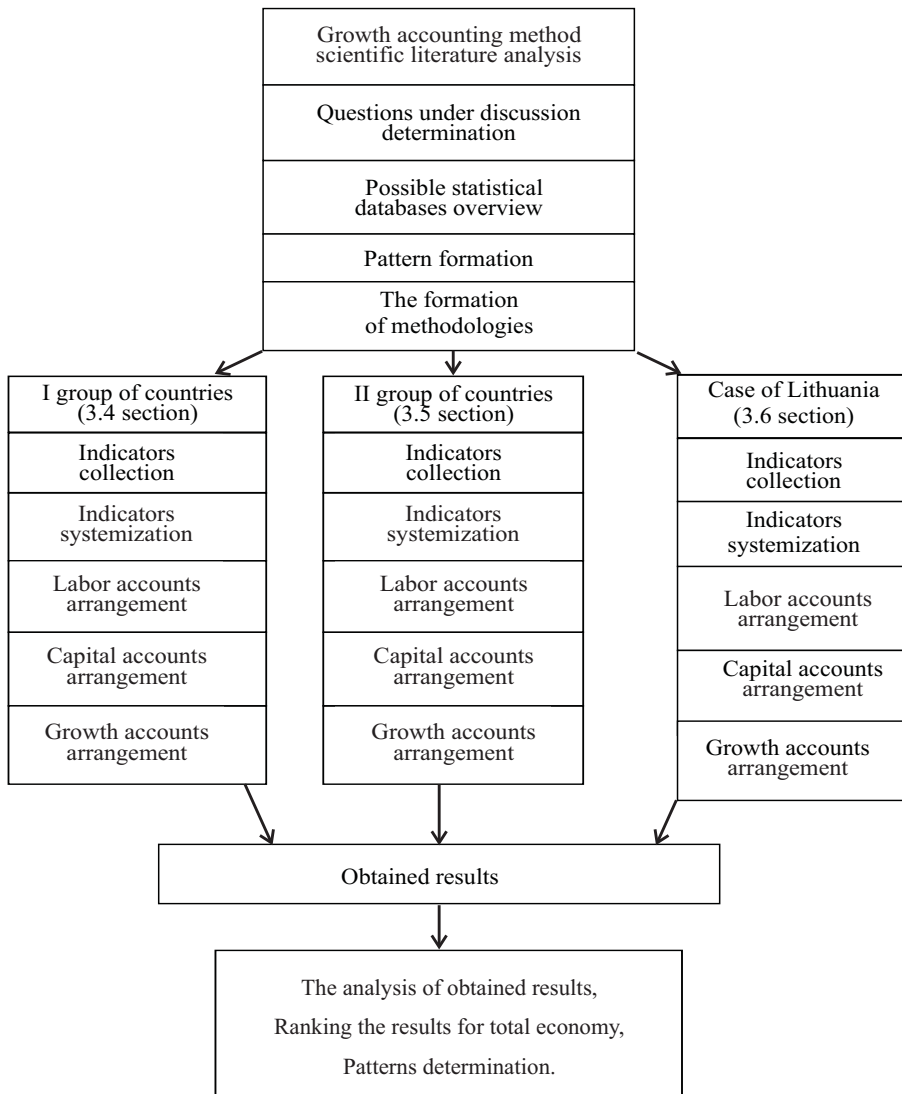 Growth accounting method
scientific literature analysis
Questions under discussion
determination
Possible statistical
databases overview
Pattern formation
The formation
of methodologies
I group of countries
(3.4 section)
Indicators
collection
Indicators
systemization
Labor accounts
arrangement
Capital accounts
arrangement
Growth accounts
arrangement
II group of countries
(3.5 section)
Indicators
collection
Indicators
systemization
Labor accounts
arrangement
Capital accounts
arrangement
Growth accounts
arrangement
Case of Lithuania
(3.6 section)
Indicators
collection
Indicators
systemization
Labor accounts
arrangement
Capital accounts
arrangement
Growth accounts
arrangement
Obtained results
The analysis of obtained results,
Ranking the results for total economy,
Patterns determination.